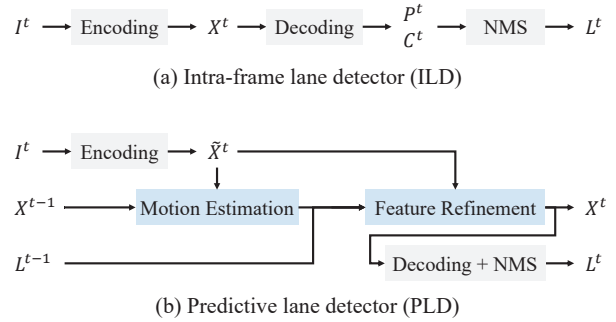 I^t Encoding X^t Decoding P^t C^t NMS L^t
(a) Intra-frame lane detector (ILD)
I^t Encoding X̃^t
X^{t−1} Motion Estimation Feature Refinement X^t
L^{t−1} Decoding + NMS L^t
(b) Predictive lane detector (PLD)